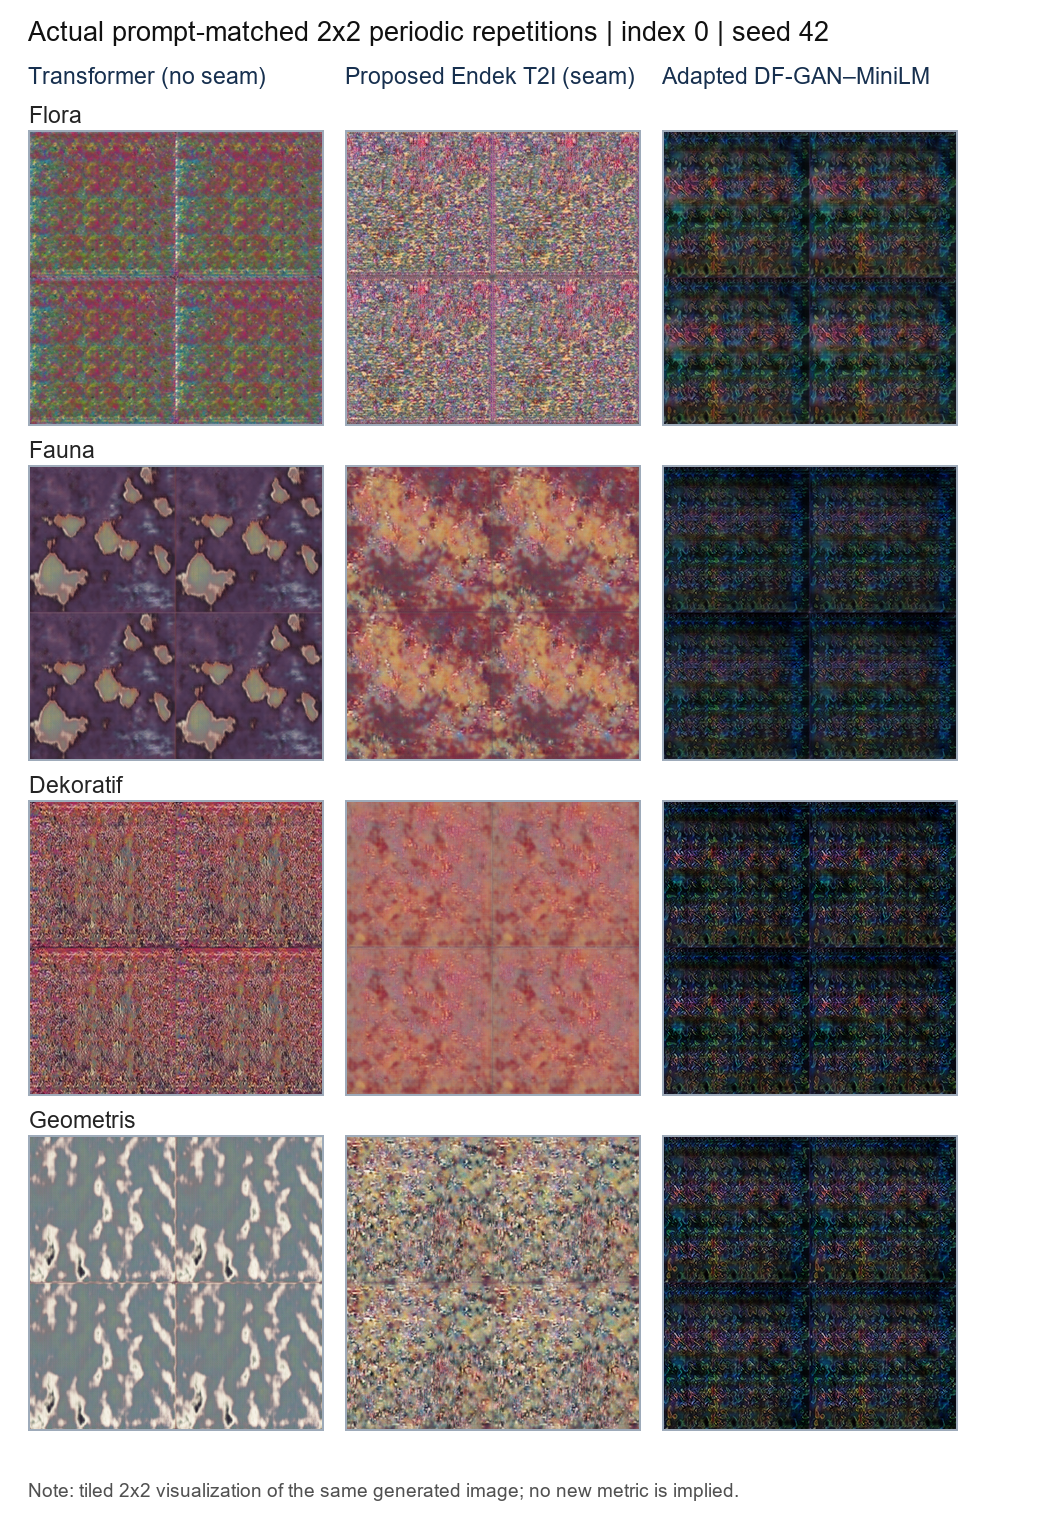 Actual prompt-matched 2x2 periodic repetitions | index 0 | seed 42
Transformer (no seam) Proposed Endek T2I (seam) Adapted DF-GAN–MiniLM
Flora
Fauna
Dekoratif
Geometris
Note: tiled 2x2 visualization of the same generated image; no new metric is implied.